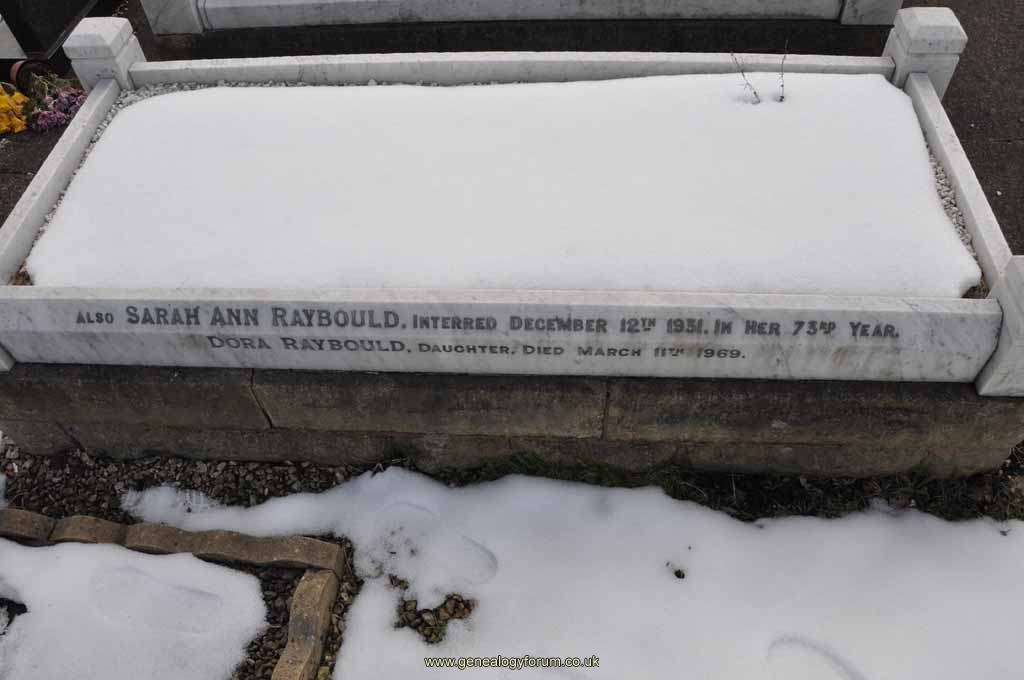 ALSO SARAH ANN RAYBOULD. INTERRED DECEMBER 12TH 1931. IN HER 73RD YEAR.
DORA RAYBOULD, DAUGHTER. DIED MARCH 11TH 1969.
www.genealogyforum.co.uk